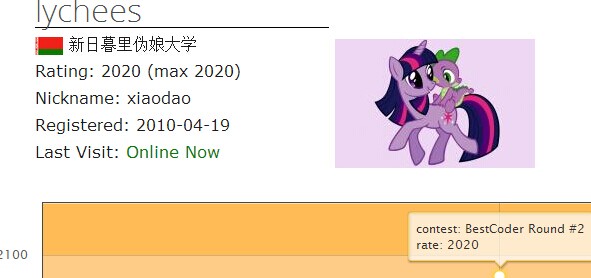 lychees
新日暮里伪娘大学
Rating: 2020 (max 2020)
Nickname: xiaodao
Registered: 2010-04-19
Last Visit: Online Now
contest: BestCoder Round #2
rate: 2020
2100